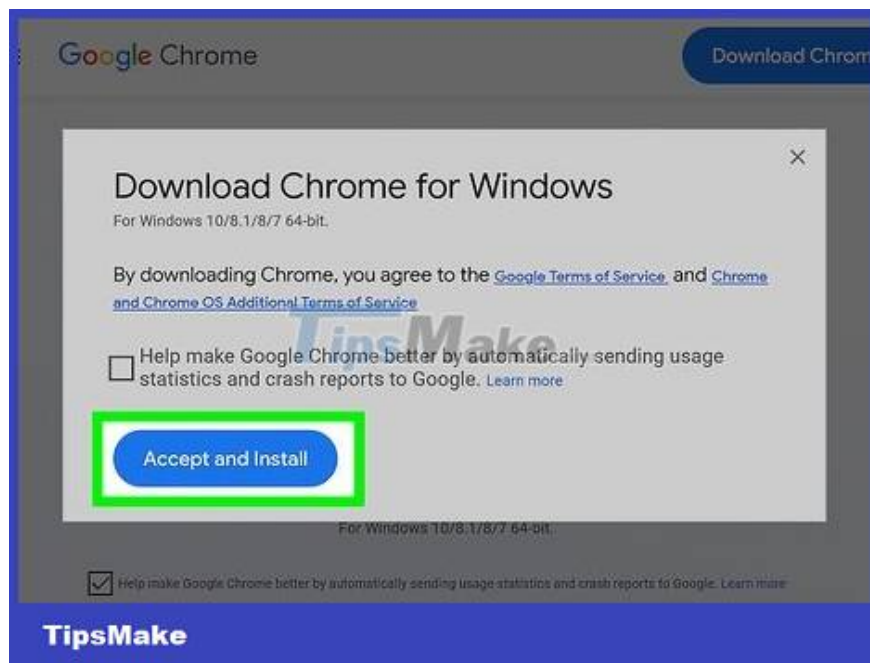 Google Chrome
Download Chrom
Download Chrome for Windows
For Windows 10/8.1/8/7 64-bit.
By downloading Chrome, you agree to the Google Terms of Service and Chrome
and Chrome OS Additional Terms of Service
TipsMake
Help make Google Chrome better by automatically sending usage
statistics and crash reports to Google. Learn more
Accept and Install
For Windows 10/8.1/8/7 64-bit.
Help make Google Chrome better by automatically sending usage statistics and crash reports to Google. Learn more
TipsMake